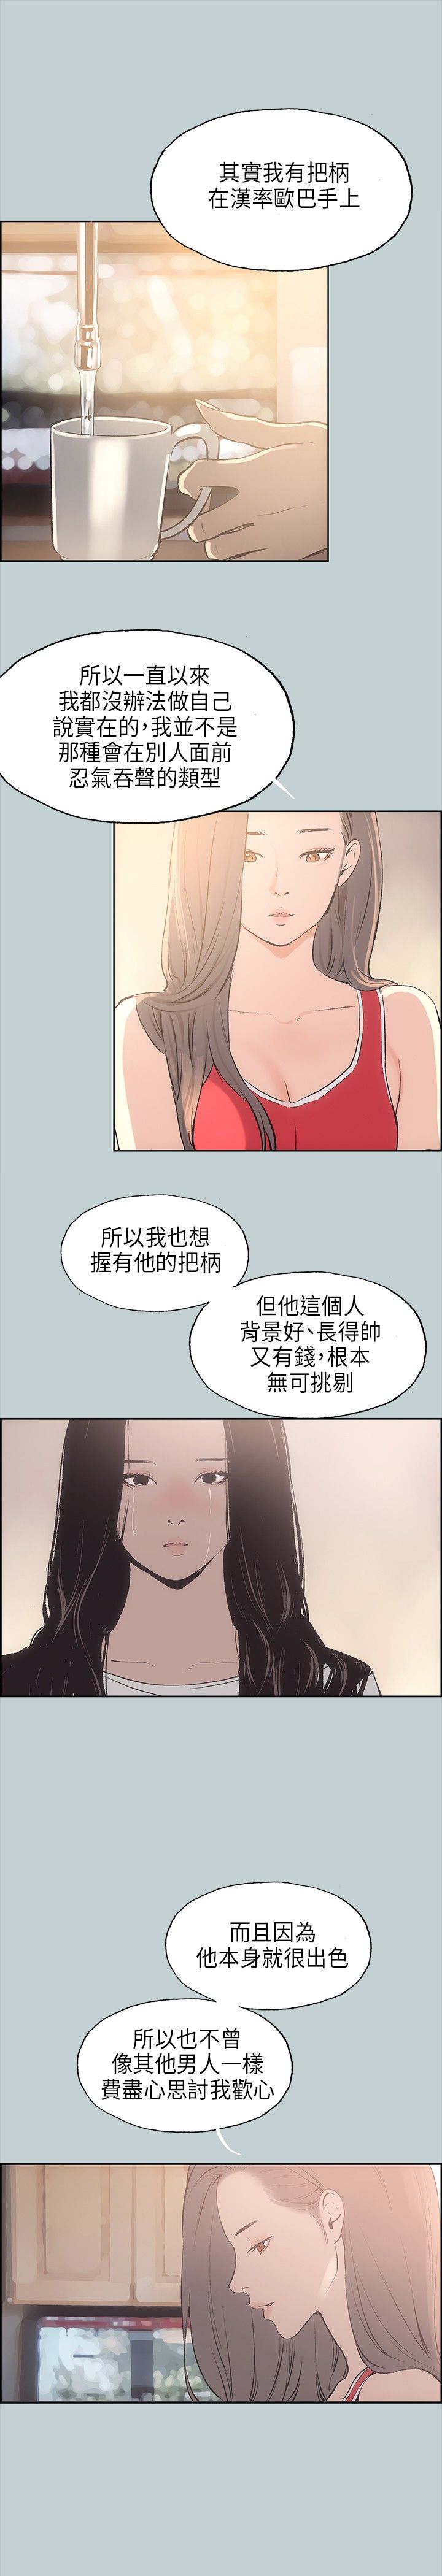 其實我有把柄
在漢率歐巴手上
所以一直以來
我都沒辦法做自己
說實在的,我並不是
那種會在別人面前
忍氣吞聲的類型
所以我也想
握有他的把柄
但他這個人
背景好、長得帥
又有錢,根本
無可挑剔
而且因為
他本身就很出色
所以也不曾
像其他男人一樣
費盡心思討我歡心